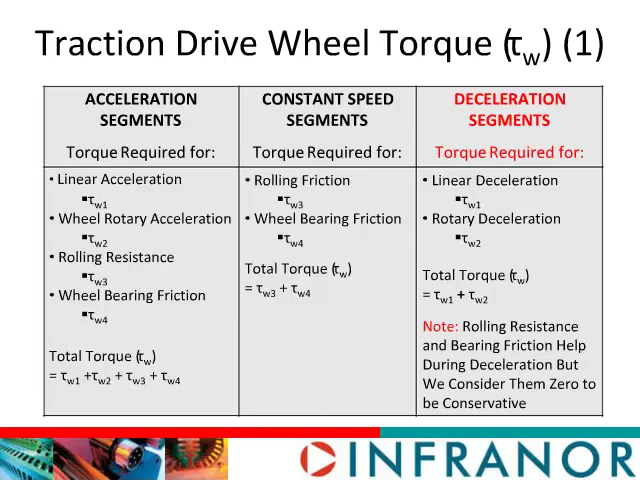 Traction Drive Wheel Torque (τw) (1)
ACCELERATION
SEGMENTS
Torque Required for:
• Linear Acceleration
▪τw1
• Wheel Rotary Acceleration
▪τw2
• Rolling Resistance
▪τw3
• Wheel Bearing Friction
▪τw4
Total Torque (τw)
= τw1 +τw2 + τw3 + τw4
CONSTANT SPEED
SEGMENTS
Torque Required for:
• Rolling Friction
▪τw3
• Wheel Bearing Friction
▪τw4
Total Torque (τw)
= τw3 + τw4
DECELERATION
SEGMENTS
Torque Required for:
• Linear Deceleration
▪τw1
• Rotary Deceleration
▪τw2
Total Torque (τw)
= τw1 + τw2
Note: Rolling Resistance
and Bearing Friction Help
During Deceleration But
We Consider Them Zero to
be Conservative
INFRANOR